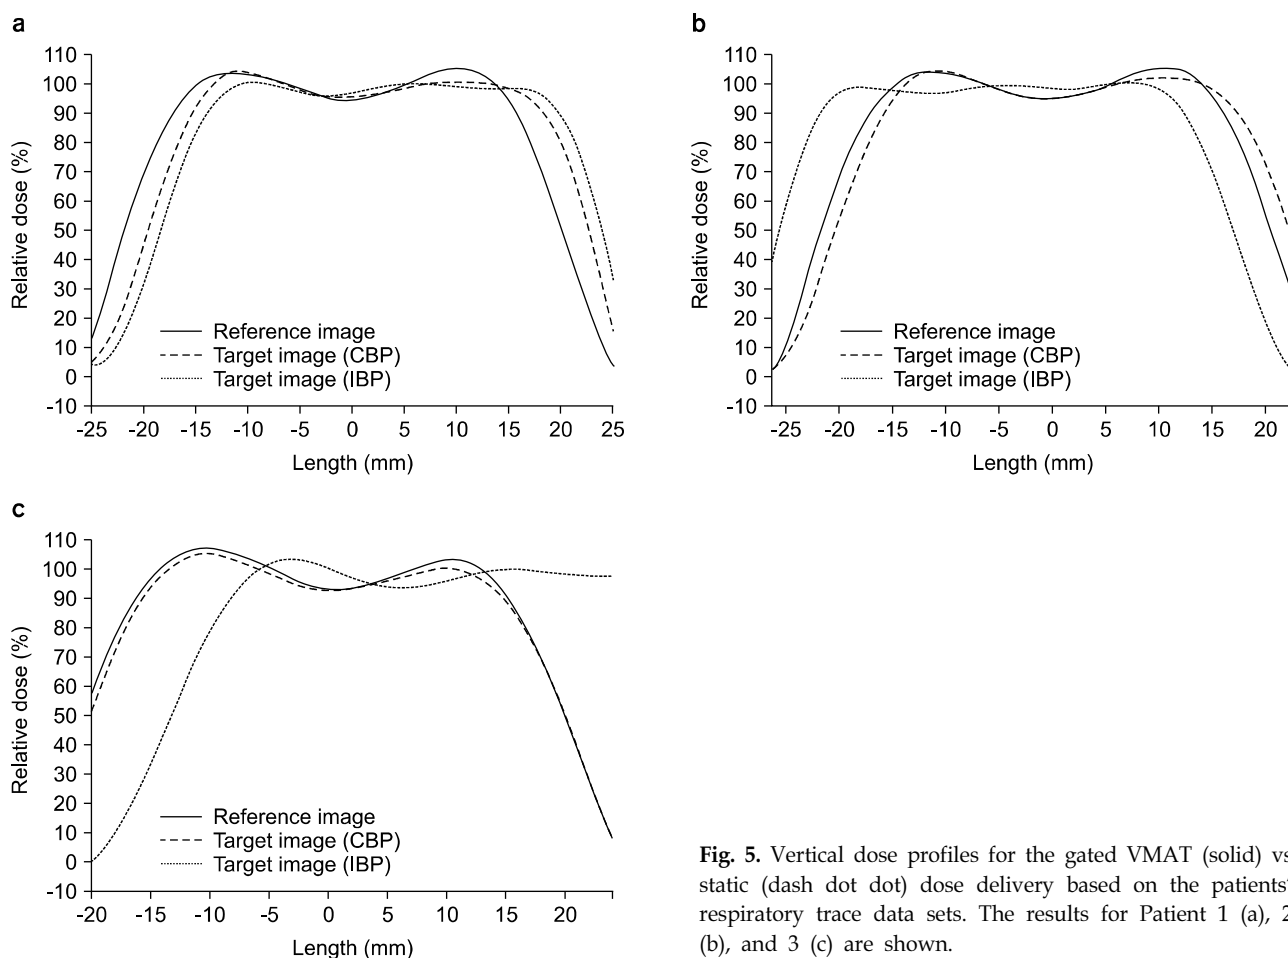 a
110
100
90
80
70
60
50
40
30
20
10
0
-10
Relative dose (%)
Reference image
Target image (CBP)
Target image (IBP)
-25 -20 -15 -10 -5 0 5 10 15 20 25
Length (mm)
b
110
100
90
80
70
60
50
40
30
20
10
0
-10
Relative dose (%)
Reference image
Target image (CBP)
Target image (IBP)
-25 -20 -15 -10 -5 0 5 10 15 20
Length (mm)
c
110
100
90
80
70
60
50
40
30
20
10
0
-10
Relative dose (%)
Reference image
Target image (CBP)
Target image (IBP)
-20 -15 -10 -5 0 5 10 15 20
Length (mm)
Fig. 5. Vertical dose profiles for the gated VMAT (solid) vs
static (dash dot dot) dose delivery based on the patients'
respiratory trace data sets. The results for Patient 1 (a), 2
(b), and 3 (c) are shown.